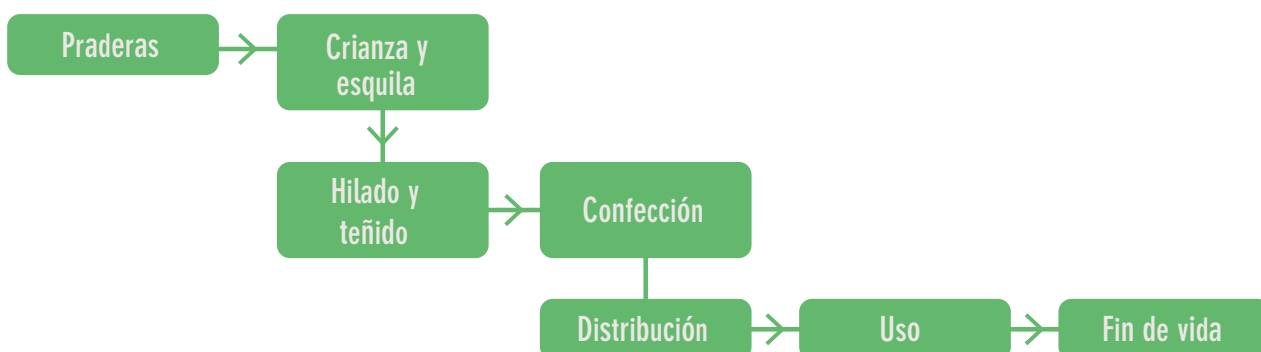 Praderas
Crianza y
esquila
Hilado y
teñido
Confección
Distribución
Uso
Fin de vida